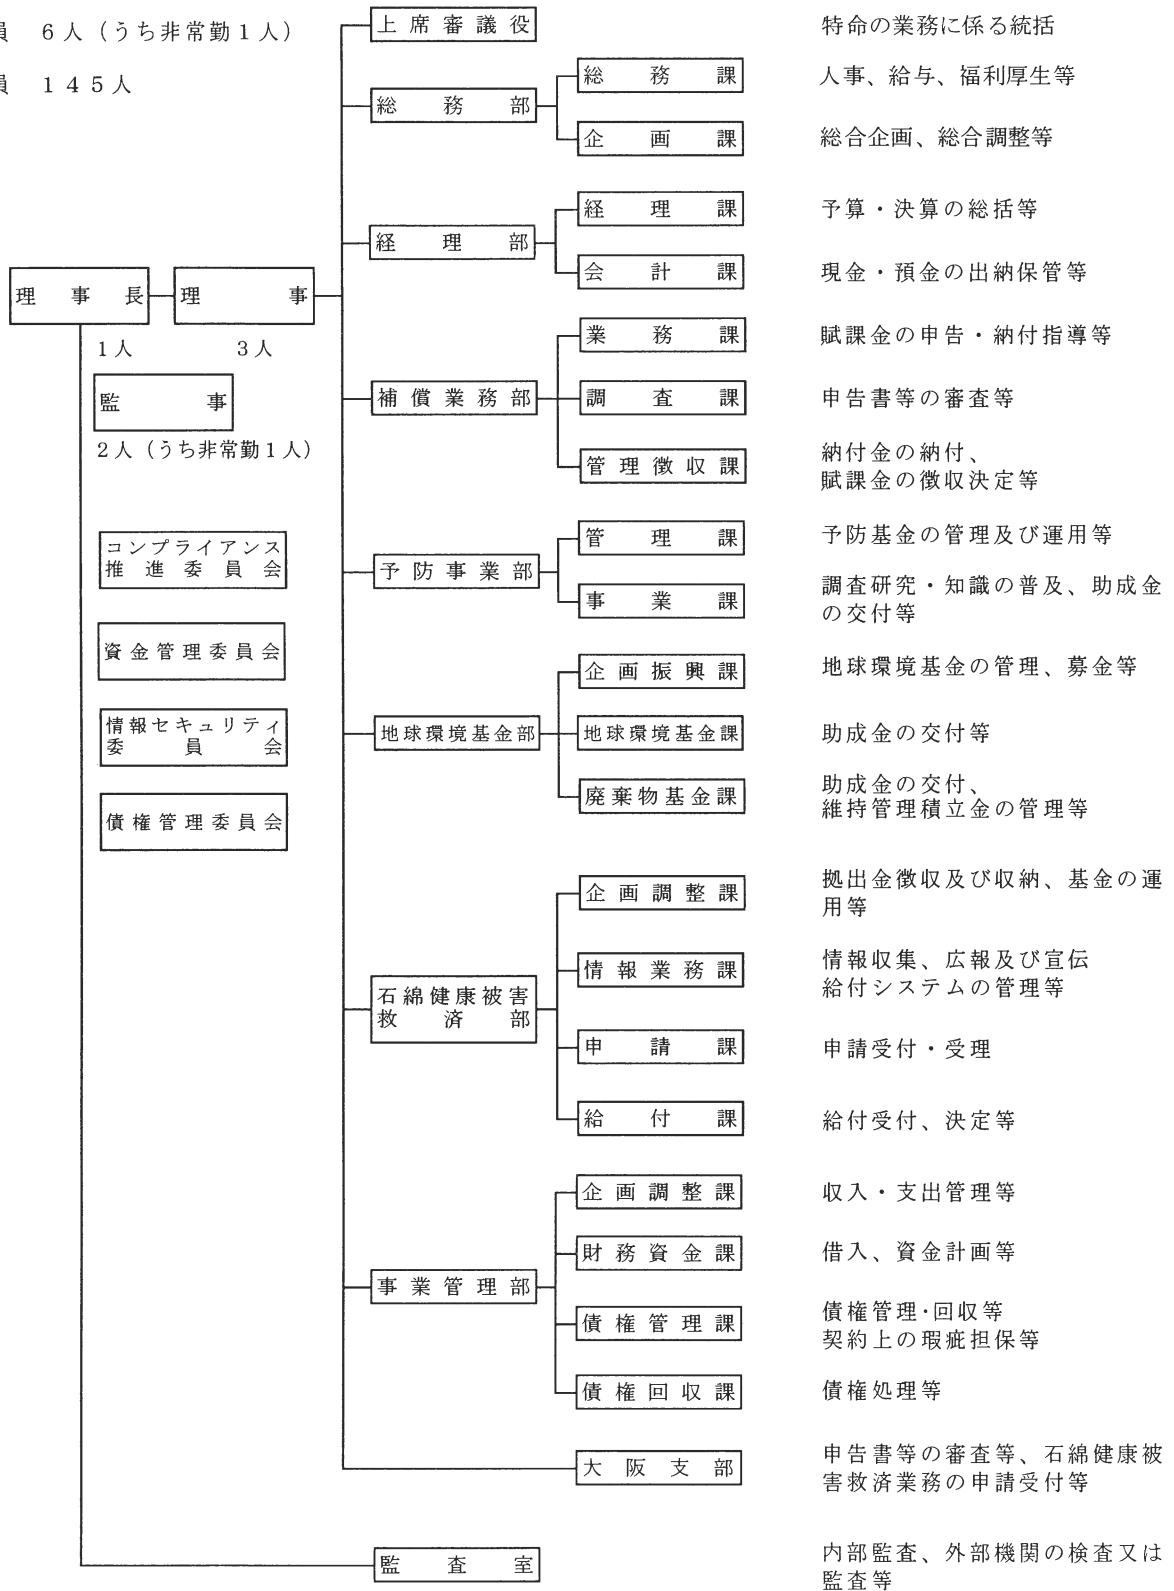 員　6人（うち非常勤1人）
員　145人
上席審議役　特命の業務に係る統括
総務部
総務課　人事、給与、福利厚生等
企画課　総合企画、総合調整等
経理部
経理課　予算・決算の総括等
会計課　現金・預金の出納保管等
理事長　理事
1人　3人
監事
2人（うち非常勤1人）
コンプライアンス
推進委員会
資金管理委員会
情報セキュリティ
委員会
債権管理委員会
補償業務部
業務課　賦課金の申告・納付指導等
調査課　申告書等の審査等
管理徴収課　納付金の納付、
賦課金の徴収決定等
予防事業部
管理課　予防基金の管理及び運用等
事業課　調査研究・知識の普及、助成金
の交付等
地球環境基金部
企画振興課　地球環境基金の管理、募金等
地球環境基金課　助成金の交付等
廃棄物基金課　助成金の交付、
維持管理積立金の管理等
石綿健康被害
救済部
企画調整課　拠出金徴収及び収納、基金の運
用等
情報業務課　情報収集、広報及び宣伝
給付システムの管理等
申請課　申請受付・受理
給付課　給付受付、決定等
事業管理部
企画調整課　収入・支出管理等
財務資金課　借入、資金計画等
債権管理課　債権管理・回収等
契約上の瑕疵担保等
債権回収課　債権処理等
大阪支部　申告書等の審査等、石綿健康被
害救済業務の申請受付等
監査室　内部監査、外部機関の検査又は
監査等